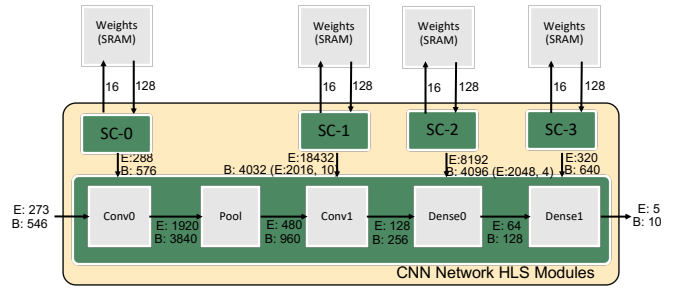 Weights
(SRAM)
Weights
(SRAM)
Weights
(SRAM)
Weights
(SRAM)
16
128
16
128
16
128
16
128
SC-0
SC-1
SC-2
SC-3
E:288
B: 576
E:18432
B: 4032 (E:2016, 10)
E:8192
B: 4096 (E:2048, 4)
E:320
B: 640
E: 273
B: 546
Conv0
E: 1920
B: 3840
Pool
E: 480
B: 960
Conv1
E: 128
B: 256
Dense0
E: 64
B: 128
Dense1
E: 5
B: 10
CNN Network HLS Modules